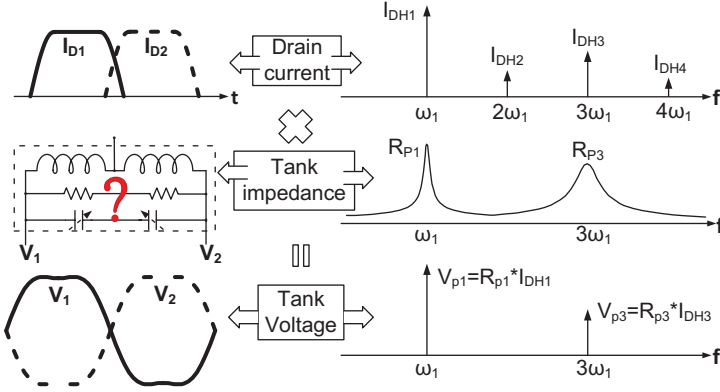 I_D1 I_D2
t
Drain
current
I_DH1
I_DH2
I_DH3
I_DH4
ω_1 2ω_1 3ω_1 4ω_1 f
?
V_1 V_2
Tank
impedance
R_P1 R_P3
ω_1 3ω_1 f
V_1 V_2
Tank
Voltage
V_p1=R_p1*I_DH1
V_p3=R_p3*I_DH3
ω_1 3ω_1 f